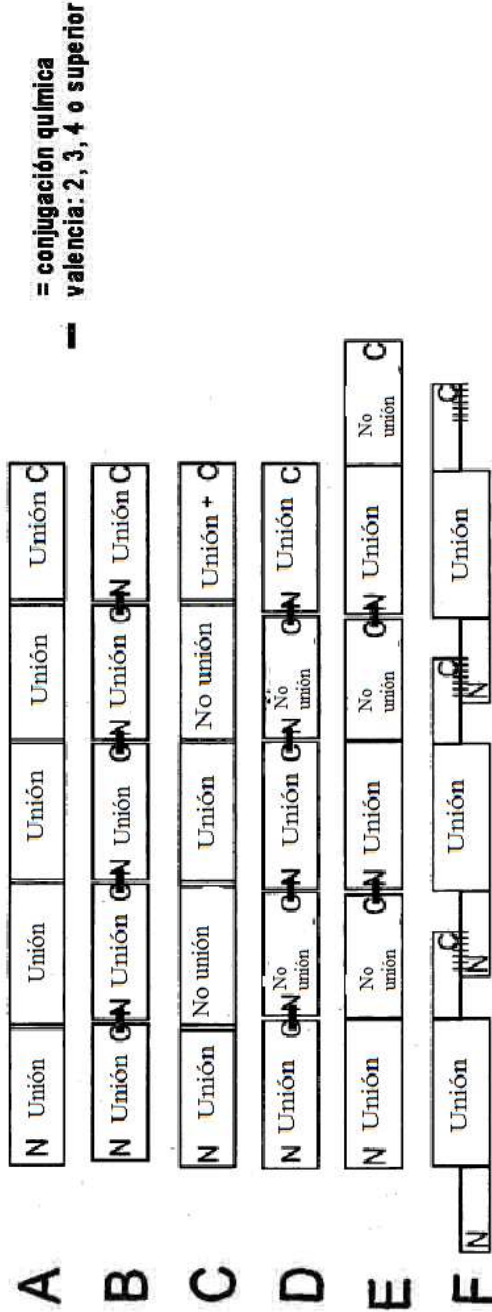 = conjugación química
valencia: 2, 3, 4 o superior
A
N Unión Unión Unión Unión Unión C
B
N Unión C N Unión C N Unión C N Unión C N Unión C
C
N Unión No unión Unión No unión Unión + C
D
N Unión C N No unión C N Unión C N No unión C N Unión C
E
N Unión No unión C N Unión No unión C N Unión No unión C
F
N Unión C N Unión C N Unión C